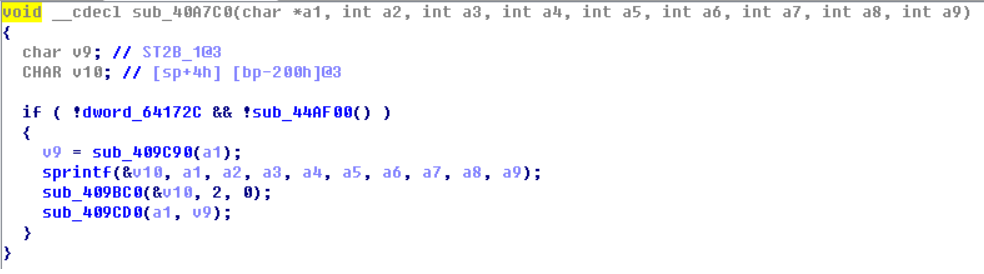 void __cdecl sub_40A7C0(char *a1, int a2, int a3, int a4, int a5, int a6, int a7, int a8, int a9)
{
char v9; // ST2B_1@3
CHAR v10; // [sp+4h] [bp-200h]@3
if ( !dword_64172C && !sub_44AF00() )
{
v9 = sub_409C90(a1);
sprintf(&v10, a1, a2, a3, a4, a5, a6, a7, a8, a9);
sub_409BC0(&v10, 2, 0);
sub_409CD0(a1, v9);
}
}